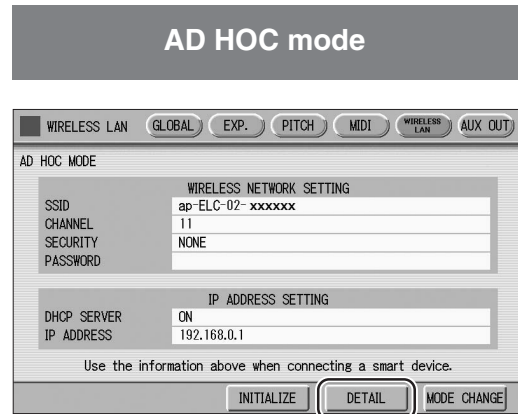 AD HOC mode
WIRELESS LAN GLOBAL EXP. PITCH MIDI WIRELESS LAN AUX OUT
AD HOC MODE
WIRELESS NETWORK SETTING
SSID ap-ELC-02-xxxxxx
CHANNEL 11
SECURITY NONE
PASSWORD
IP ADDRESS SETTING
DHCP SERVER ON
IP ADDRESS 192.168.0.1
Use the information above when connecting a smart device.
INITIALIZE DETAIL MODE CHANGE